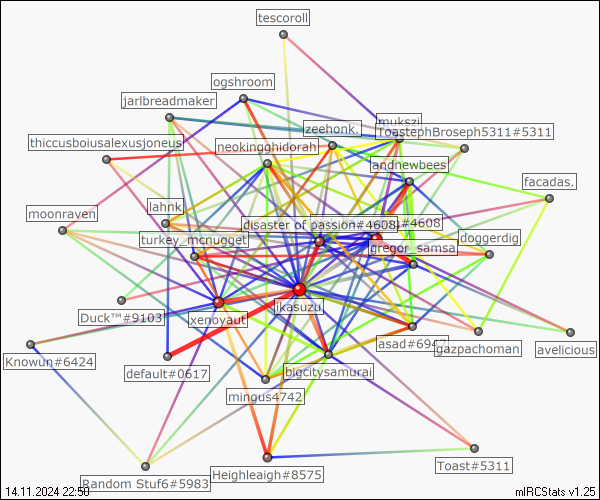 tescoroll
ogshroom
jarlbreadmaker
mukszi
zeehonk.
ToastephBroseph5311#5311
thiccusboiusalexusjoneus
neokingghidorah
andnewbees
facadas.
lahnk
moonraven
disaster of passion#4608
#4608
turkey_mcnugget
gregor_samsa
doggerdig
ikasuzu
Duck™#9103
xenoyaut
asad#6947
gazpachoman
avelicious
Knowun#6424
default#0617
bigcitysamurai
mingus4742
Toast#5311
Heighleaigh#8575
Random Stuf6#5983
14.11.2024 22:50
mIRCStats v1.25